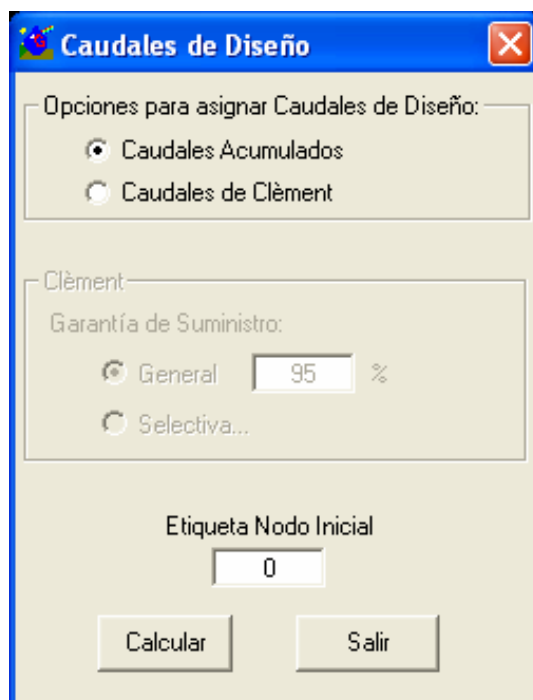 Caudales de Diseño
Opciones para asignar Caudales de Diseño:
Caudales Acumulados
Caudales de Clèment
Clèment
Garantía de Suministro:
General 95 %
Selectiva...
Etiqueta Nodo Inicial
0
Calcular Salir